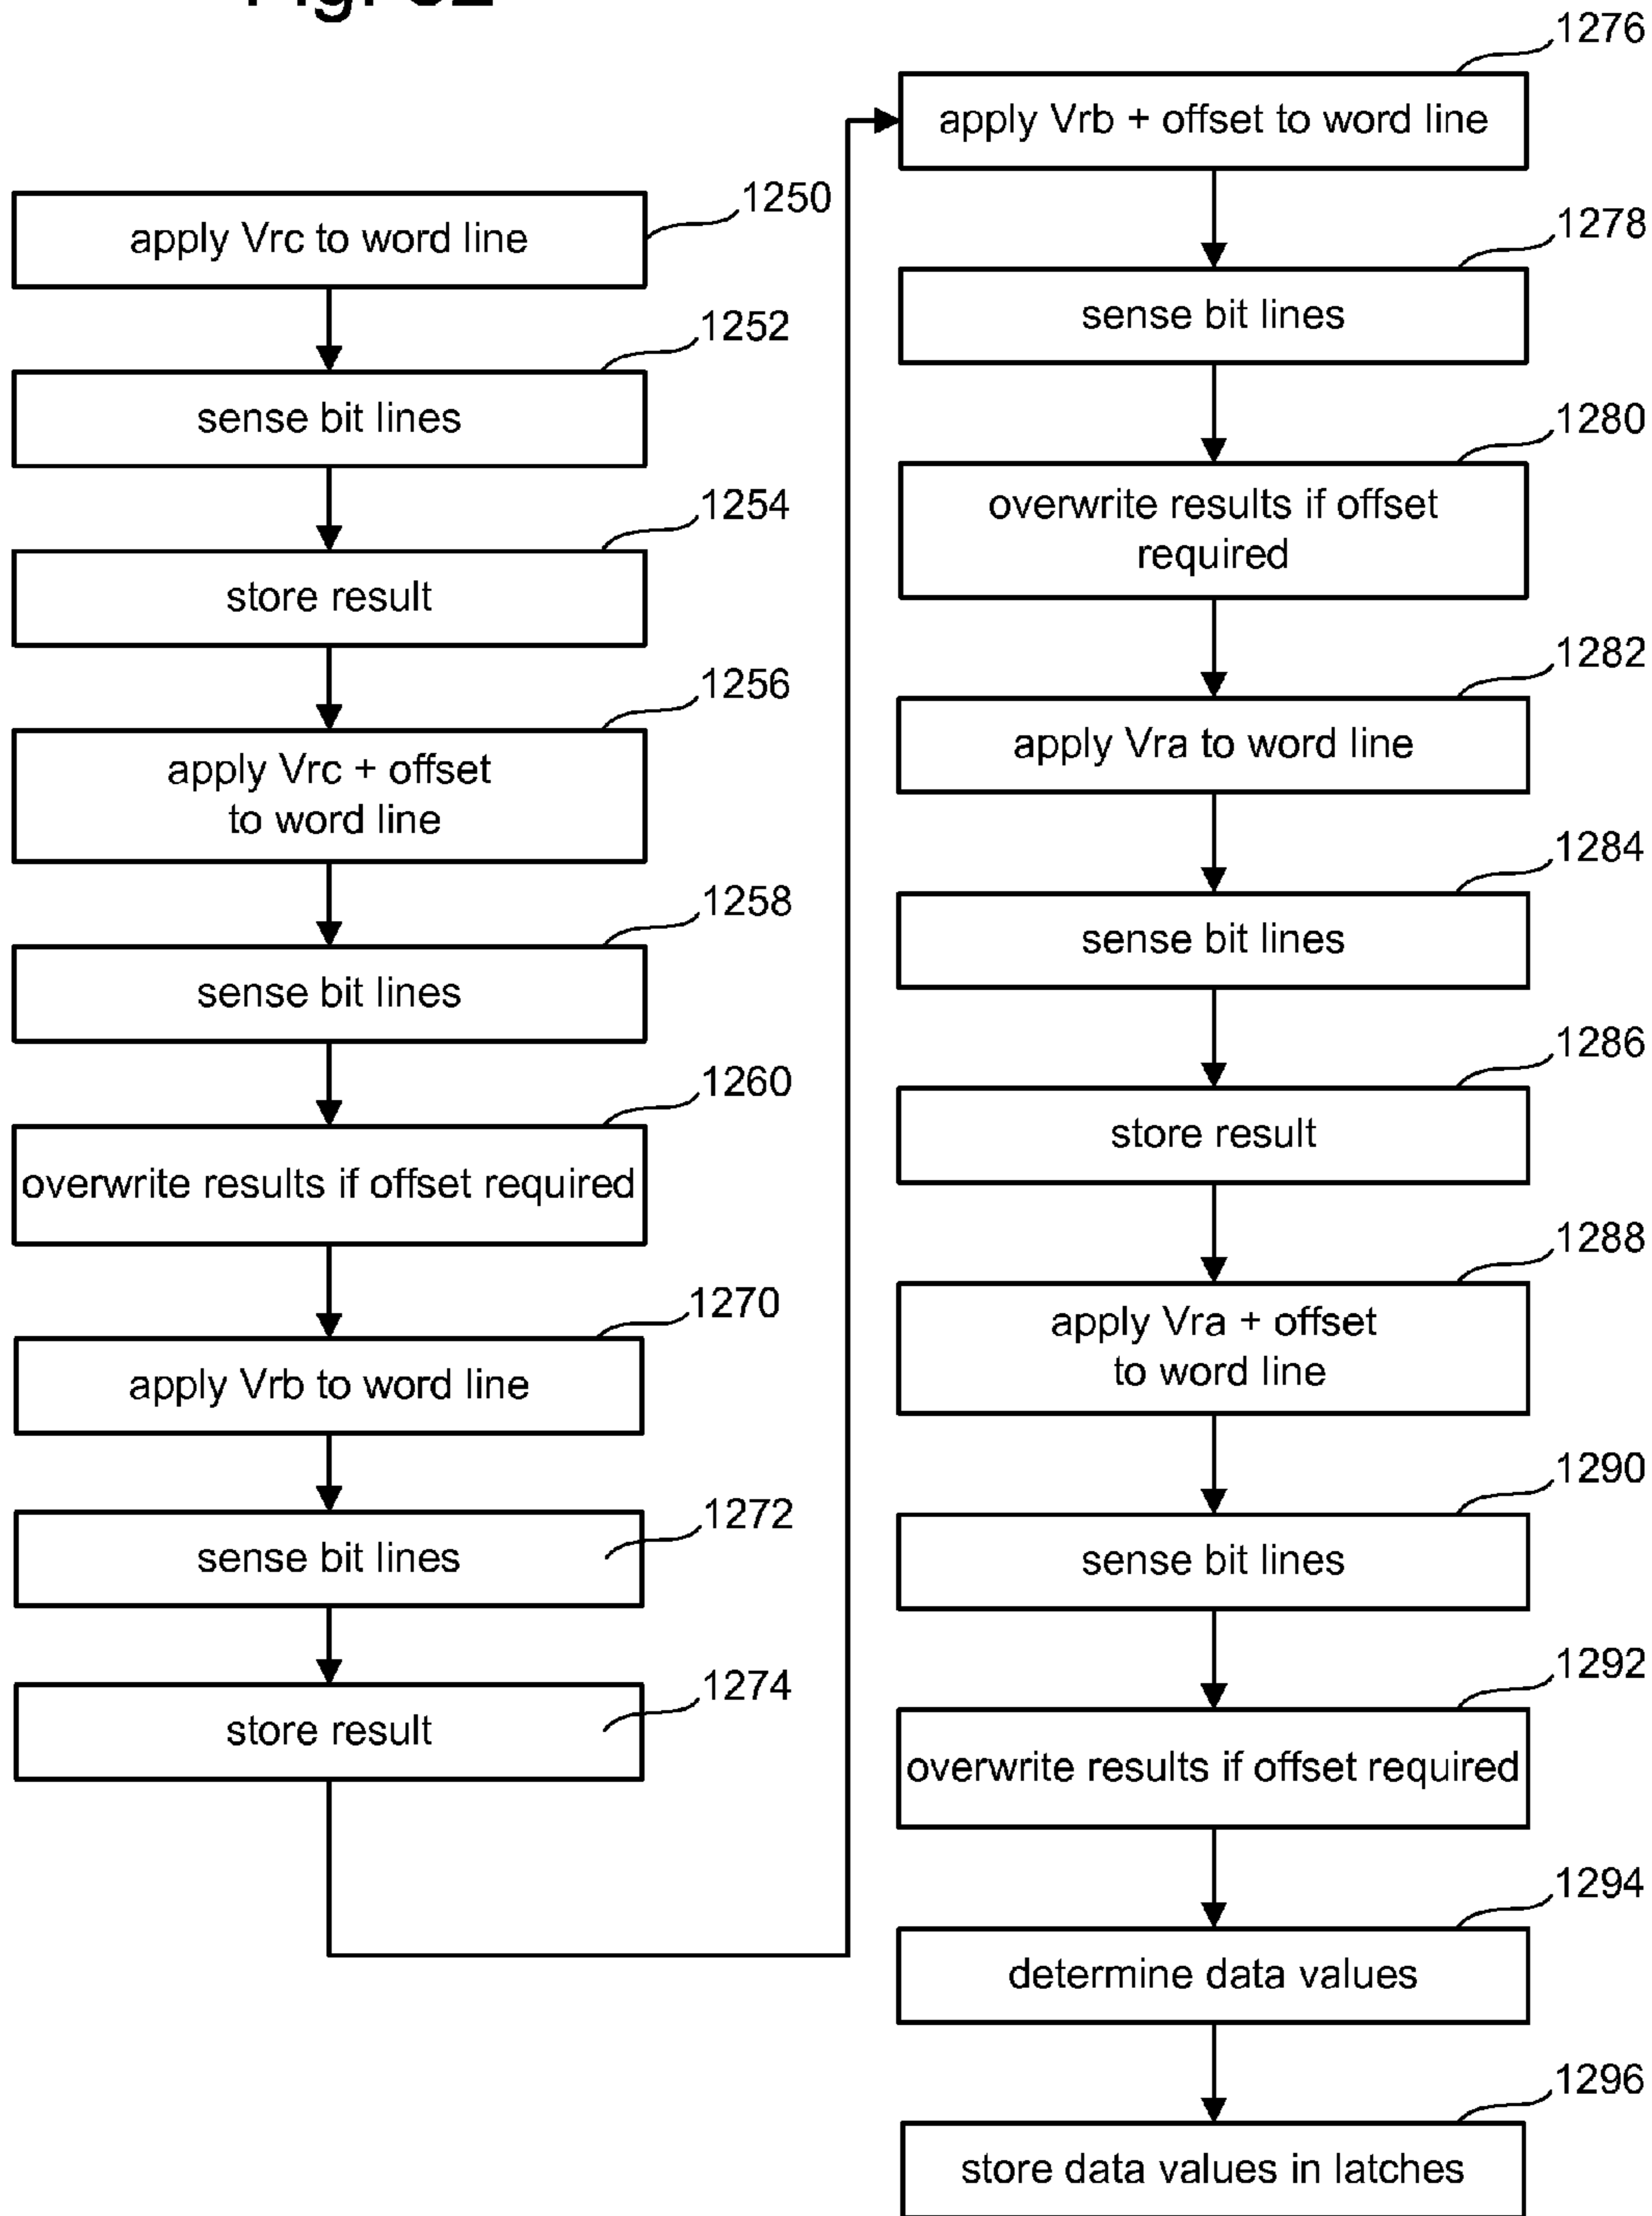 Fig.
1250
apply Vrc to word line
1252
sense bit lines
1254
store result
1256
apply Vrc + offset
to word line
1258
sense bit lines
1260
overwrite results if offset required
1270
apply Vrb to word line
1272
sense bit lines
1274
store result
1276
apply Vrb + offset to word line
1278
sense bit lines
1280
overwrite results if offset
required
1282
apply Vra to word line
1284
sense bit lines
1286
store result
1288
apply Vra + offset
to word line
1290
sense bit lines
1292
overwrite results if offset required
1294
determine data values
1296
store data values in latches